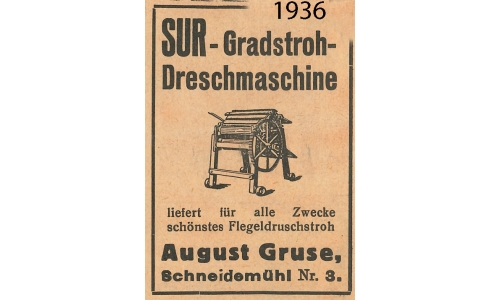 1936
SUR - Gradstroh-
Dreschmaschine
liefert für alle Zwecke
schönstes Flegeldruschstroh
August Gruse,
Schneidemühl Nr. 3.